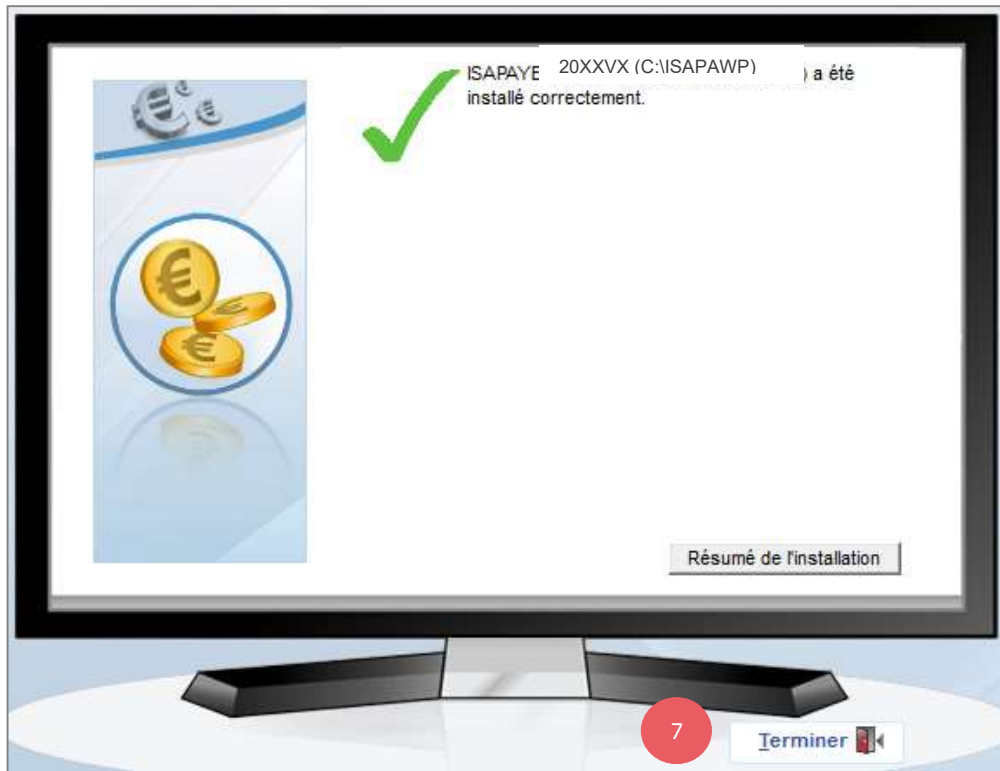 ISAPAYE 20XXVX (C:\ISAPAWP) ) a été
installé correctement.
Résumé de l'installation
7
Terminer